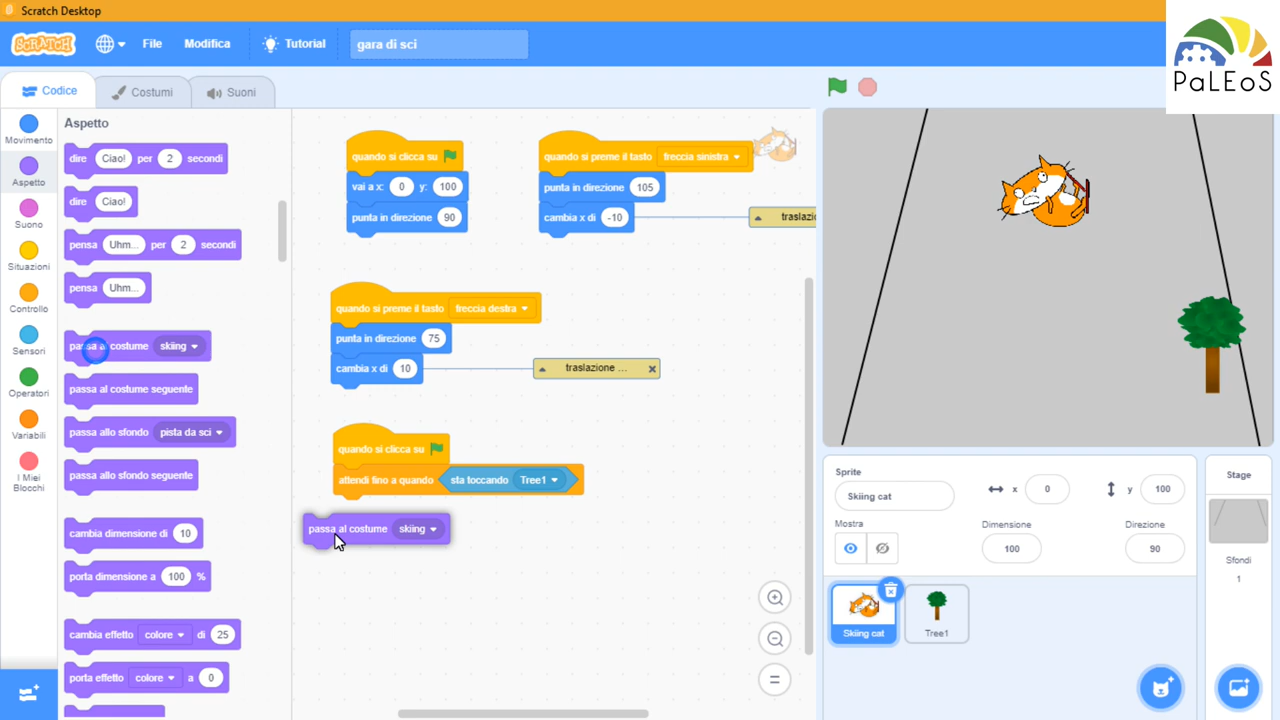 Scratch Desktop
SCRATCH
File
Modifica
Tutorial
gara di sci
PaLEoS
Codice
Costumi
Suoni
Movimento
Aspetto
Suono
Situazioni
Controllo
Sensori
Operatori
Variabili
I Miei
Blocchi
Aspetto
dire Ciao! per 2 secondi
dire Ciao!
pensa Uhm... per 2 secondi
pensa Uhm...
passa al costume skiing
passa al costume seguente
passa allo sfondo pista da sci
passa allo sfondo seguente
cambia dimensione di 10
porta dimensione a 100 %
cambia effetto colore di 25
porta effetto colore a 0
quando si clicca su
vai a x: 0 y: 100
punta in direzione 90
quando si preme il tasto freccia sinistra
punta in direzione 105
cambia x di -10
traslazio
quando si preme il tasto freccia destra
punta in direzione 75
cambia x di 10
traslazione ...
quando si clicca su
attendi fino a quando sta toccando Tree1
passa al costume skiing
Sprite
Skiing cat
x 0
y 100
Mostra
Dimensione
100
Direzione
90
Skiing cat
Tree1
Stage
Sfondi
1